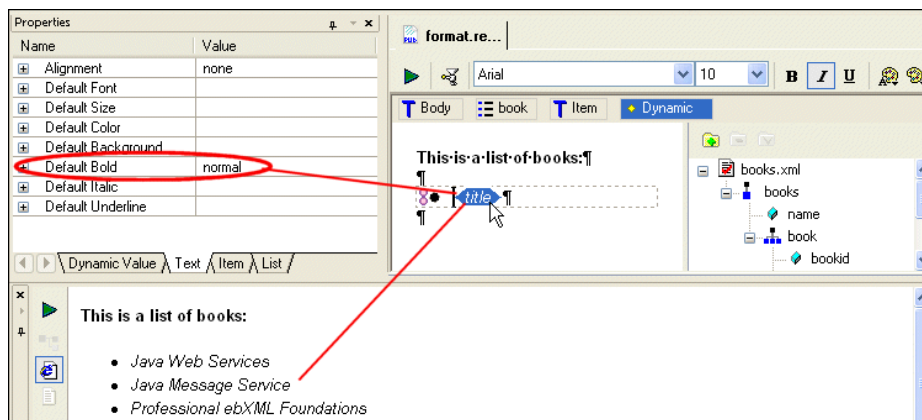 Properties
Name Value
Alignment none
Default Font
Default Size
Default Color
Default Background
Default Bold normal
Default Italic
Default Underline
Dynamic Value Text Item List
format.re...
Arial 10 B I U
Body book Item Dynamic
This·is·a·list·of·books:¶
¶
title ¶
¶
books.xml
books
name
book
bookid
This is a list of books:
• Java Web Services
• Java Message Service
• Professional ebXML Foundations